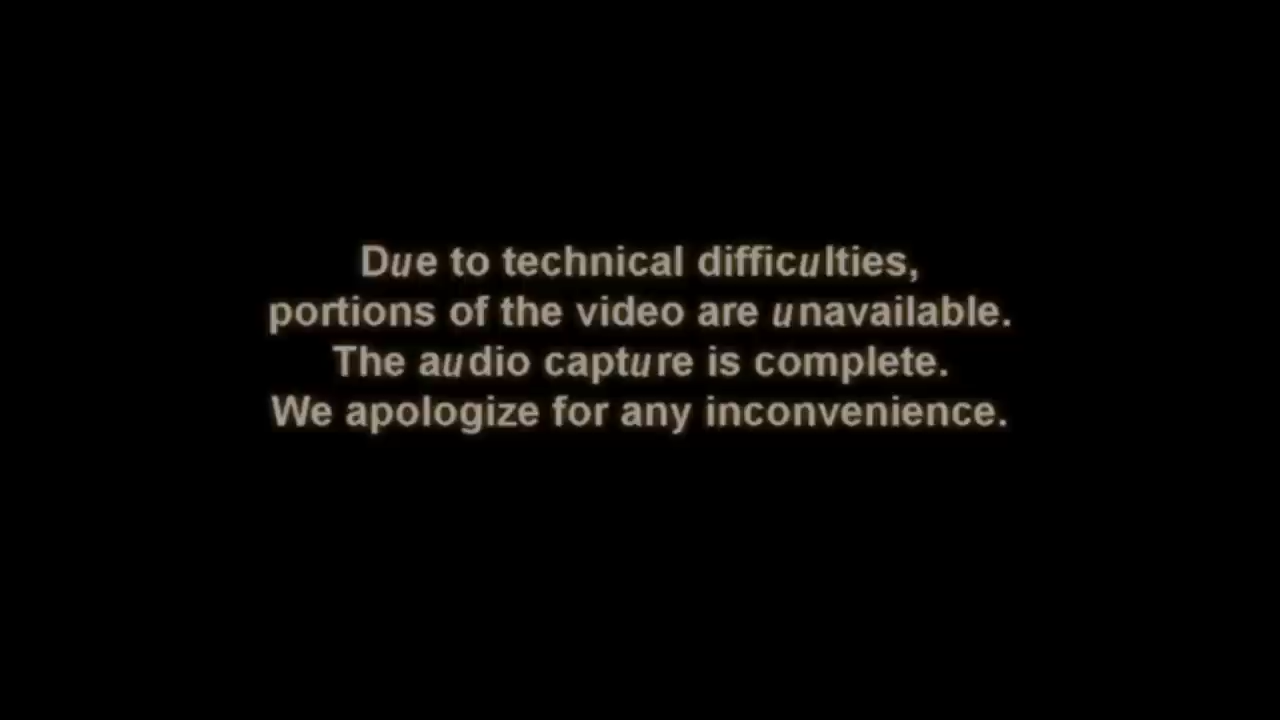 Due to technical difficulties,
portions of the video are unavailable.
The audio capture is complete.
We apologize for any inconvenience.